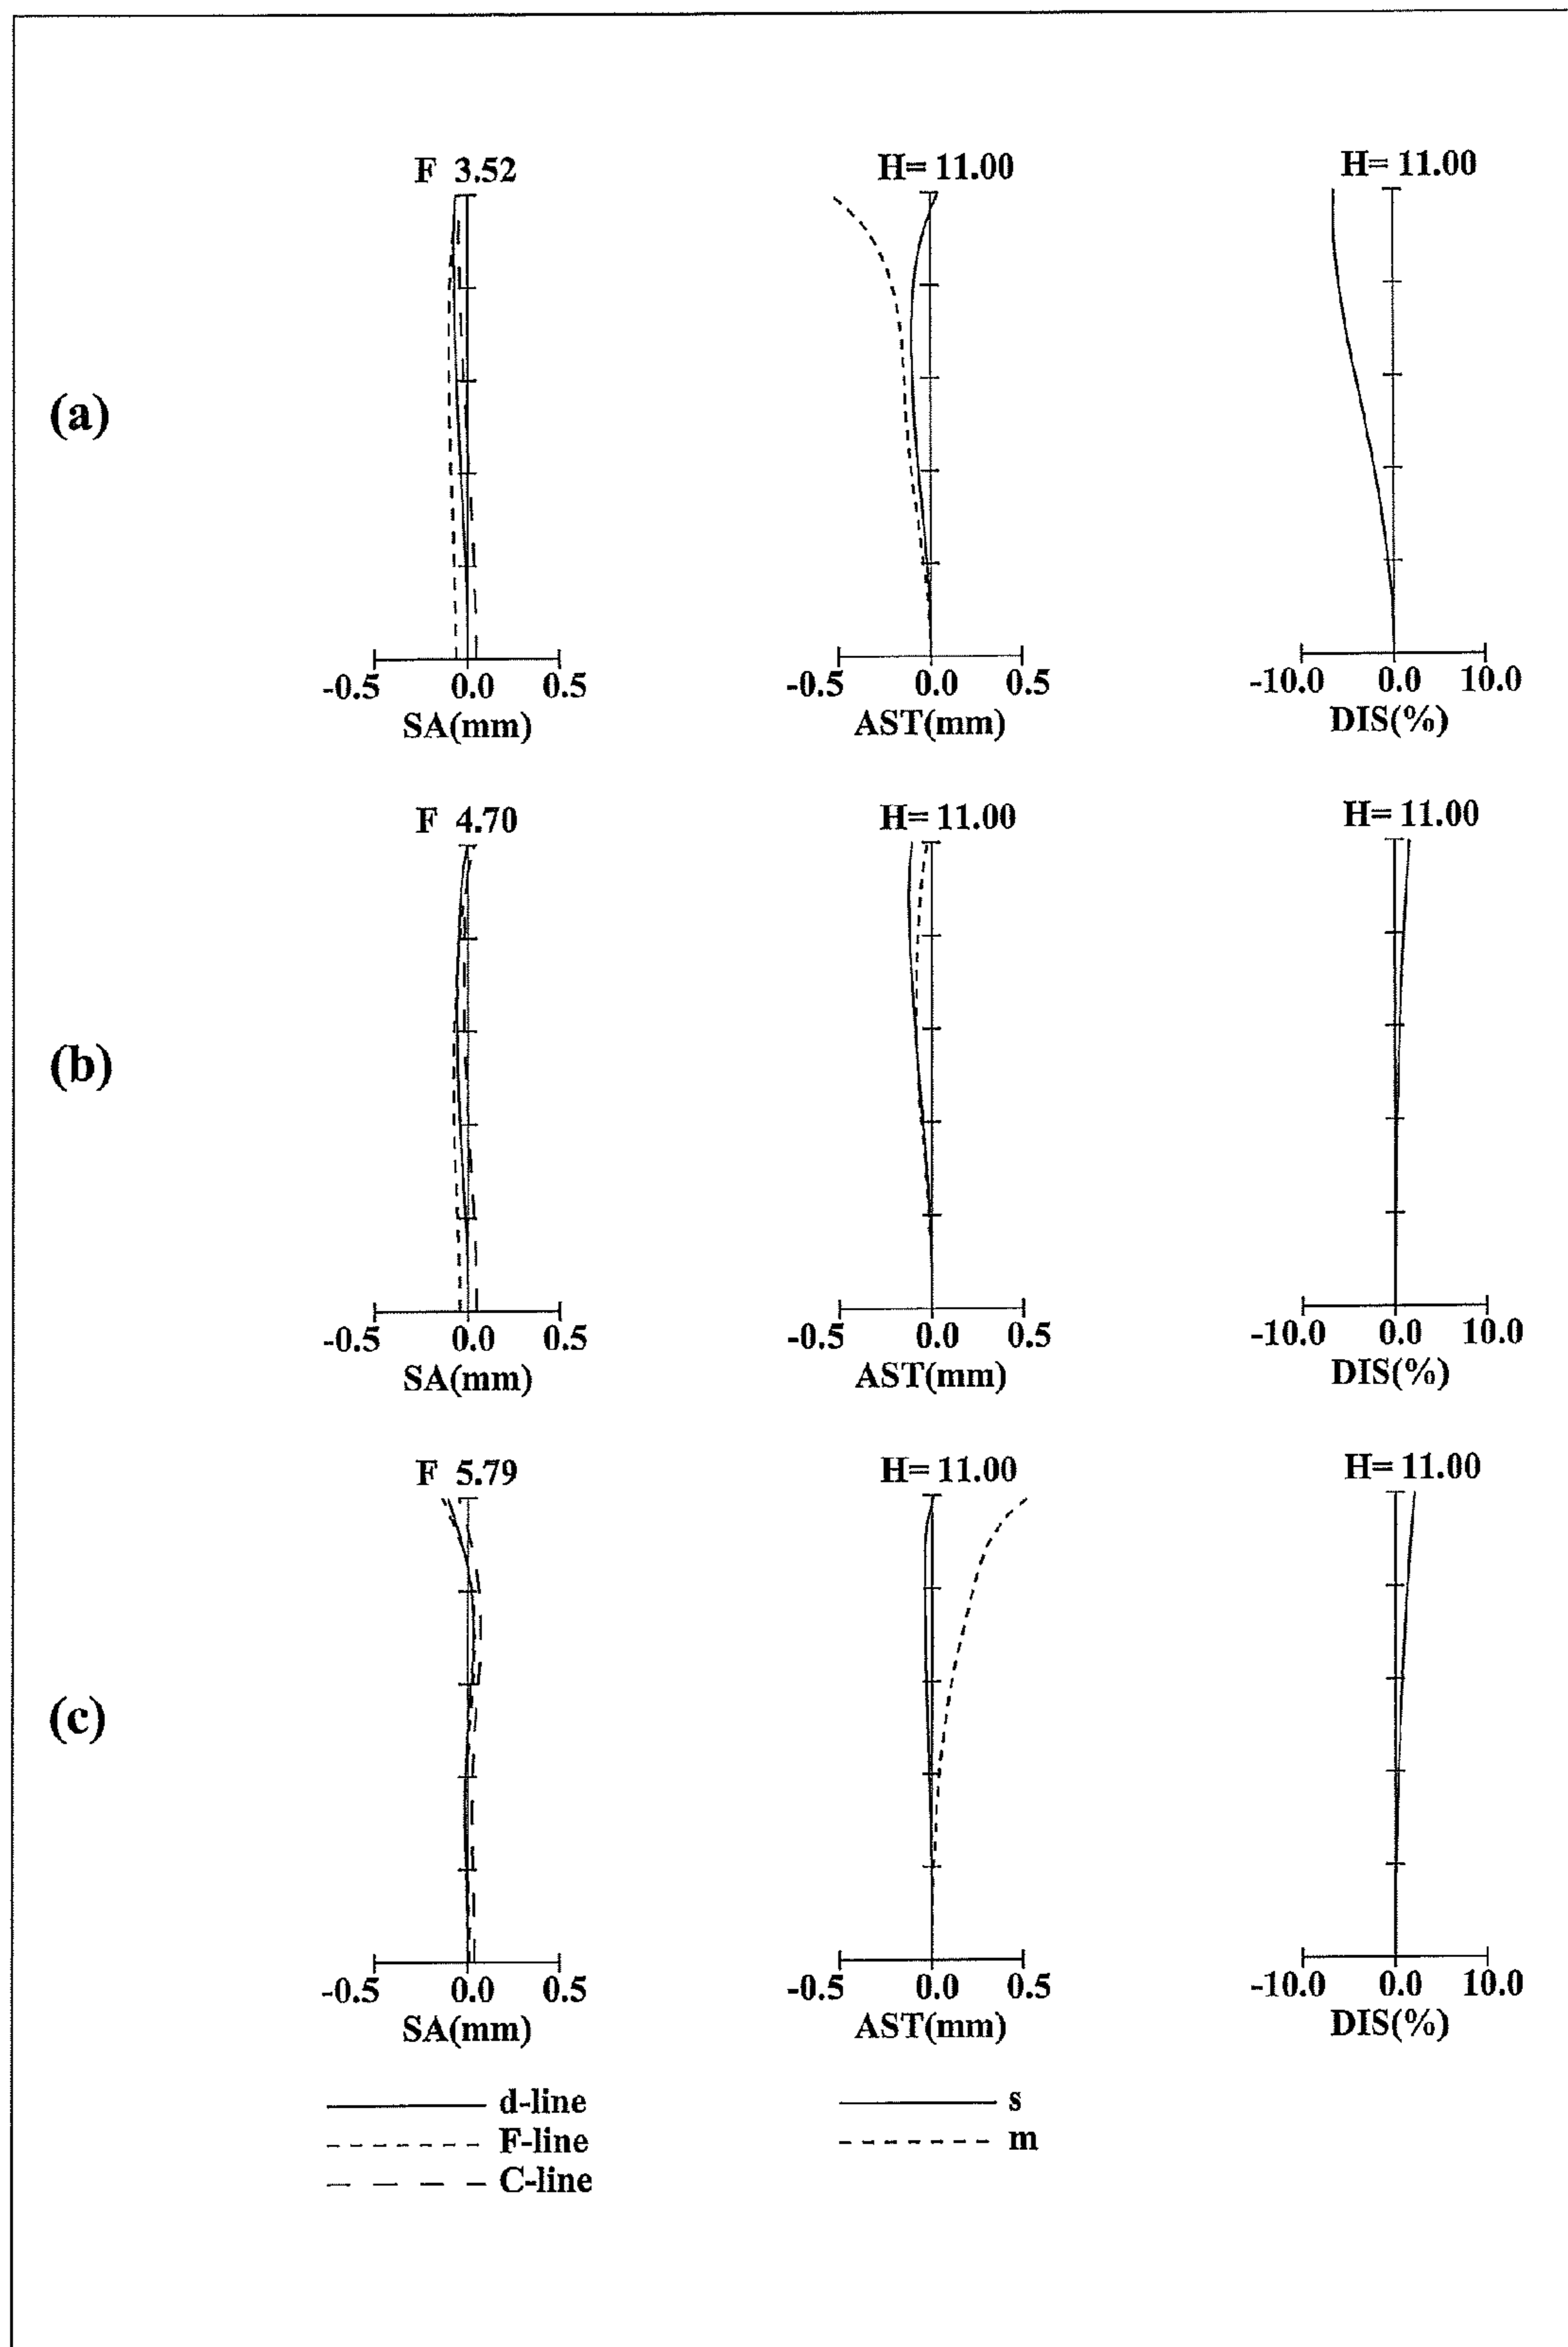 F 3.52
H= 11.00
H= 11.00
(a)
-0.5 0.0 0.5
SA(mm)
-0.5 0.0 0.5
AST(mm)
-10.0 0.0 10.0
DIS(%)
F 4.70
H= 11.00
H= 11.00
(b)
-0.5 0.0 0.5
SA(mm)
-0.5 0.0 0.5
AST(mm)
-10.0 0.0 10.0
DIS(%)
F 5.79
H= 11.00
H= 11.00
(c)
-0.5 0.0 0.5
SA(mm)
-0.5 0.0 0.5
AST(mm)
-10.0 0.0 10.0
DIS(%)
d-line
F-line
C-line
s
m